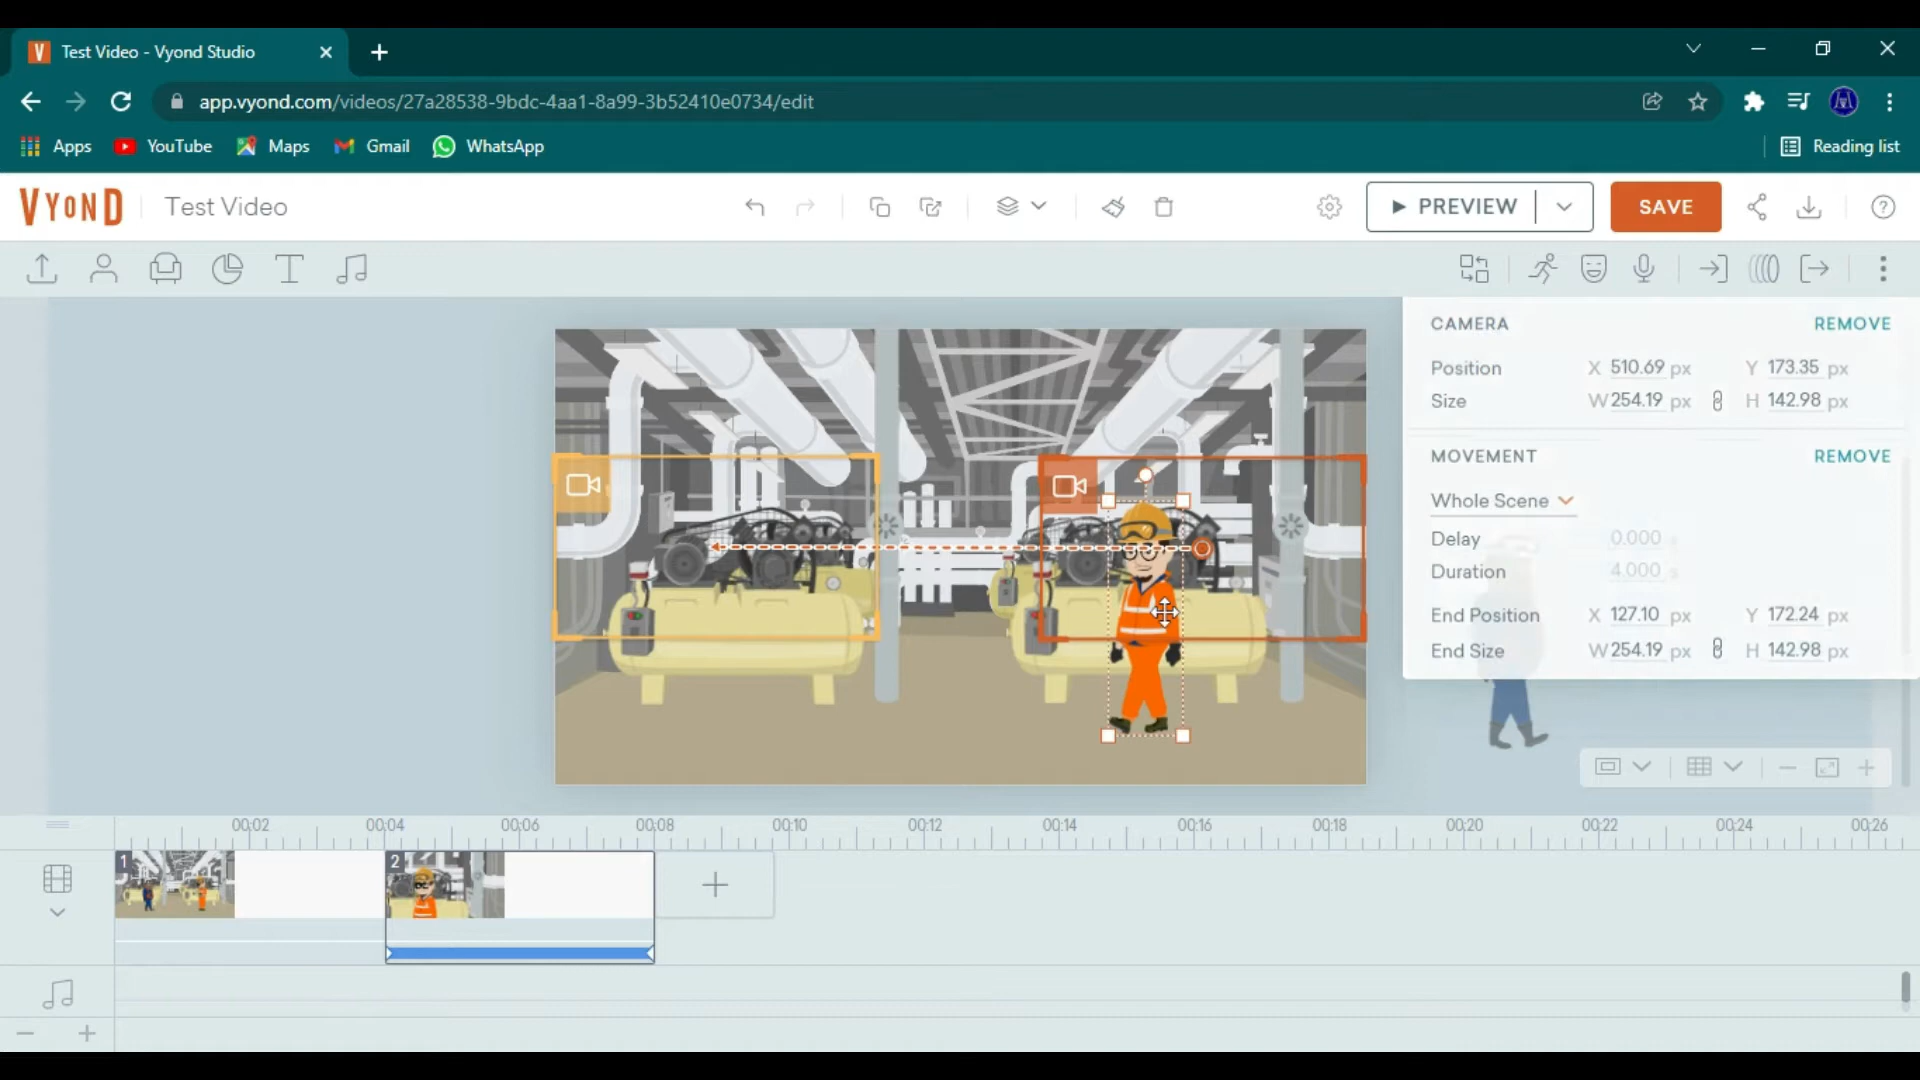 Test Video - Vyond Studio
app.vyond.com/videos/27a28538-9bdc-4aa1-8a99-3b52410e0734/edit
Apps YouTube Maps Gmail WhatsApp Reading list
VYOND Test Video PREVIEW SAVE
CAMERA REMOVE
Position X 510.69 px Y 173.35 px
Size W 254.19 px H 142.98 px
MOVEMENT REMOVE
Whole Scene
Delay 0.000 s
Duration 4.000 s
End Position X 127.10 px Y 172.24 px
End Size W 254.19 px H 142.98 px
00:02 00:04 00:06 00:08 00:10 00:12 00:14 00:16 00:18 00:20 00:22 00:24 00:26
1 2